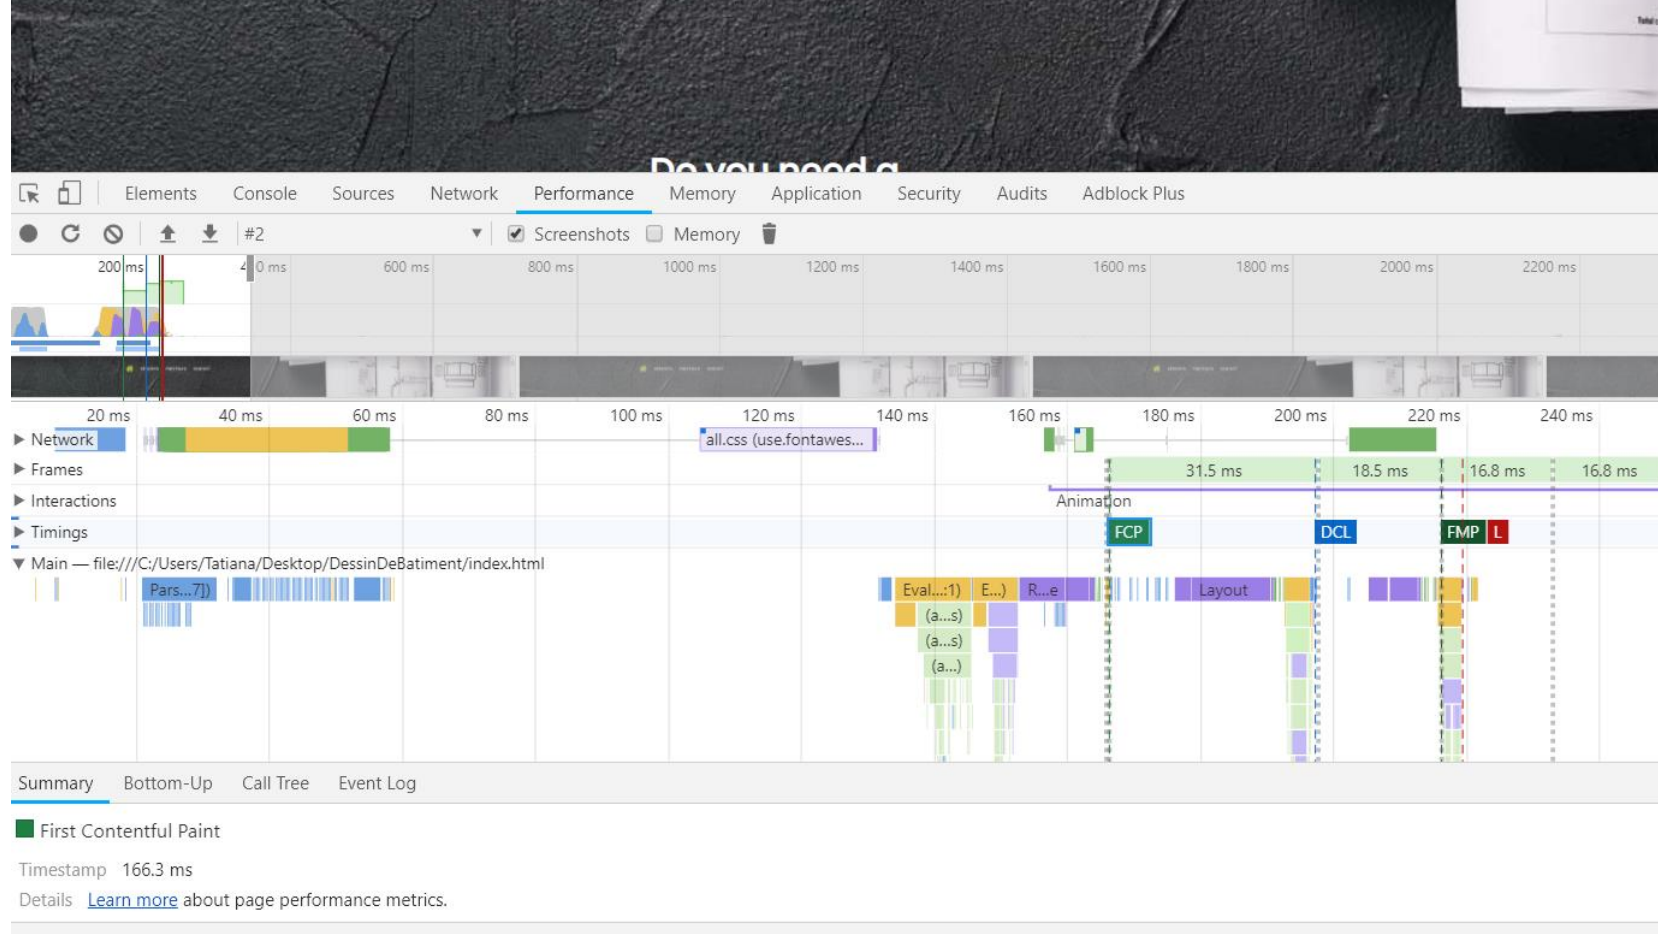 Do you need a
Elements Console Sources Network Performance Memory Application Security Audits Adblock Plus
#2 Screenshots Memory
200 ms 0 ms 600 ms 800 ms 1000 ms 1200 ms 1400 ms 1600 ms 1800 ms 2000 ms 2200 ms
20 ms 40 ms 60 ms 80 ms 100 ms 120 ms 140 ms 160 ms 180 ms 200 ms 220 ms 240 ms
Network all.css (use.fontawes...
Frames 31.5 ms 18.5 ms 16.8 ms 16.8 ms
Interactions Animation
Timings FCP DCL FMP L
Main — file:///C:/Users/Tatiana/Desktop/DessinDeBatiment/index.html
Pars...7]) Eval...:1) E...) R...e Layout
(a...s)
(a...s)
(a...)
Summary Bottom-Up Call Tree Event Log
First Contentful Paint
Timestamp 166.3 ms
Details Learn more about page performance metrics.